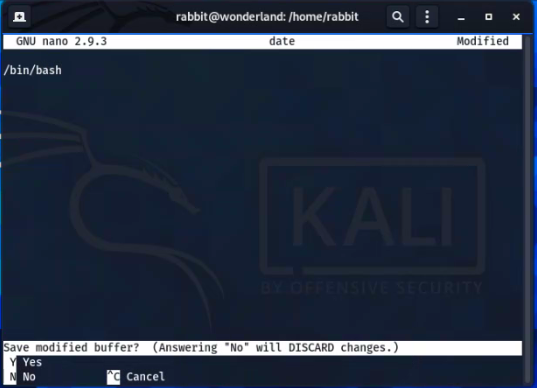 rabbit@wonderland: /home/rabbit
GNU nano 2.9.3 date Modified
/bin/bash
KALI
BY OFFENSIVE SECURITY
Save modified buffer? (Answering "No" will DISCARD changes.)
Y Yes
N No ^C Cancel